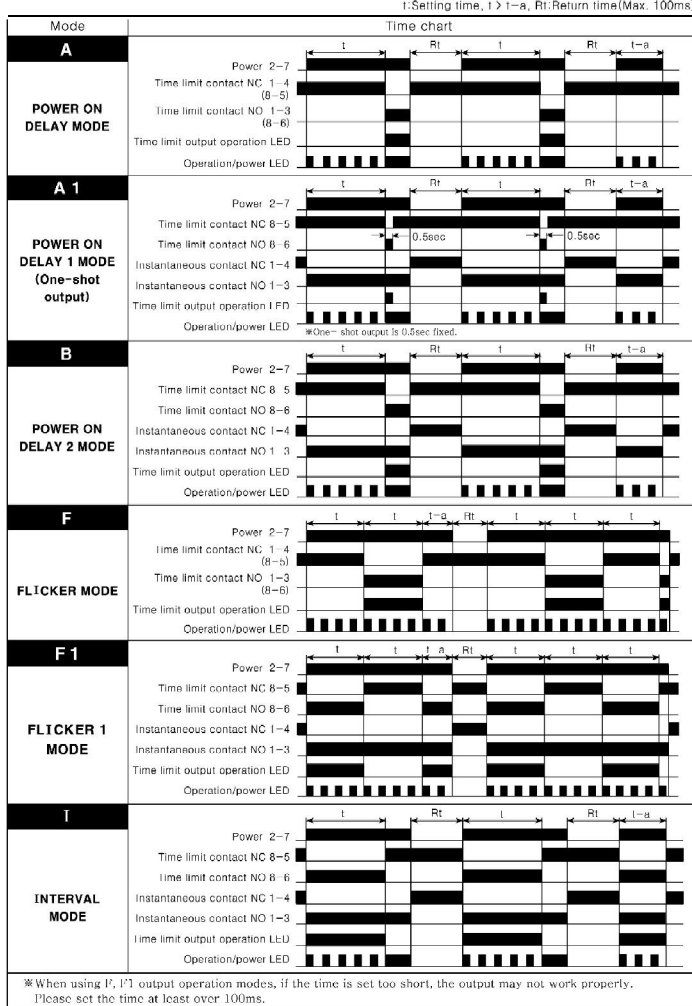 t:Setting time, t > t-a, Rt:Return time(Max. 100ms)
Mode Time chart
A
POWER ON
DELAY MODE
t Rt t Rt t-a
Power 2-7
Time limit contact NC 1-4
(8-5)
Time limit contact NO 1-3
(8-6)
Time limit output operation LED
Operation/power LED
A 1
POWER ON
DELAY 1 MODE
(One-shot
output)
t Rt t Rt t-a
Power 2-7
Time limit contact NC 8-5
0.5sec 0.5sec
Time limit contact NO 8-6
Instantaneous contact NC 1-4
Instantaneous contact NO 1-3
Time limit output operation LED
Operation/power LED
※One- shot output is 0.5sec fixed.
B
POWER ON
DELAY 2 MODE
t Rt t Rt t-a
Power 2-7
Time limit contact NC 8-5
Time limit contact NO 8-6
Instantaneous contact NC 1-4
Instantaneous contact NO 1-3
Time limit output operation LED
Operation/power LED
F
FLICKER MODE
t t t-a Rt t t t
Power 2-7
Time limit contact NC 1-4
(8-5)
Time limit contact NO 1-3
(8-6)
Time limit output operation LED
Operation/power LED
F 1
FLICKER 1
MODE
t t t-a Rt t t t
Power 2-7
Time limit contact NC 8-5
Time limit contact NO 8-6
Instantaneous contact NC 1-4
Instantaneous contact NO 1-3
Time limit output operation LED
Operation/power LED
I
INTERVAL
MODE
t Rt t Rt t-a
Power 2-7
Time limit contact NC 8-5
Time limit contact NO 8-6
Instantaneous contact NC 1-4
Instantaneous contact NO 1-3
Time limit output operation LED
Operation/power LED
※When using F, F1 output operation modes, if the time is set too short, the output may not work properly.
Please set the time at least over 100ms.